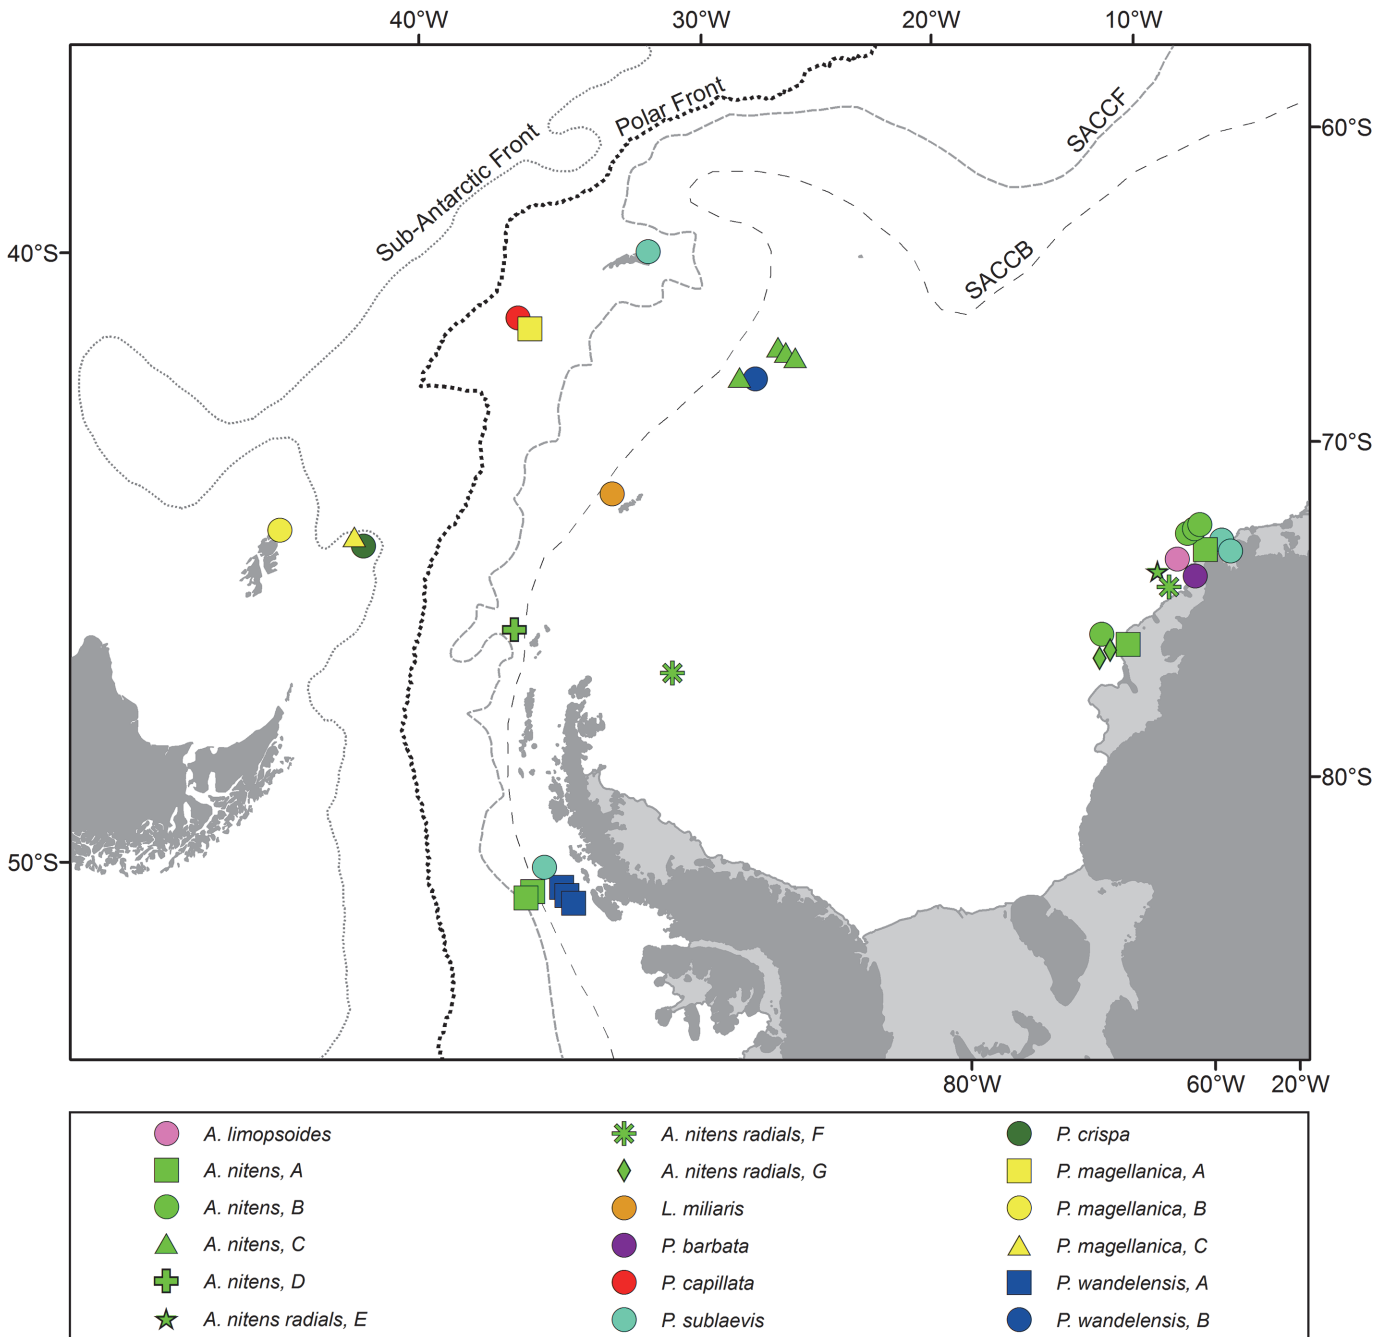 40°W 30°W 20°W 10°W
Polar Front
SACCF
60°S
Sub-Antarctic Front
40°S
SACCB
70°S
80°S
50°S
80°W 60°W 20°W
A. limopsoides
A. nitens, A
A. nitens, B
A. nitens, C
A. nitens, D
A. nitens radials, E
A. nitens radials, F
A. nitens radials, G
L. miliaris
P. barbata
P. capillata
P. sublaevis
P. crispa
P. magellanica, A
P. magellanica, B
P. magellanica, C
P. wandelensis, A
P. wandelensis, B